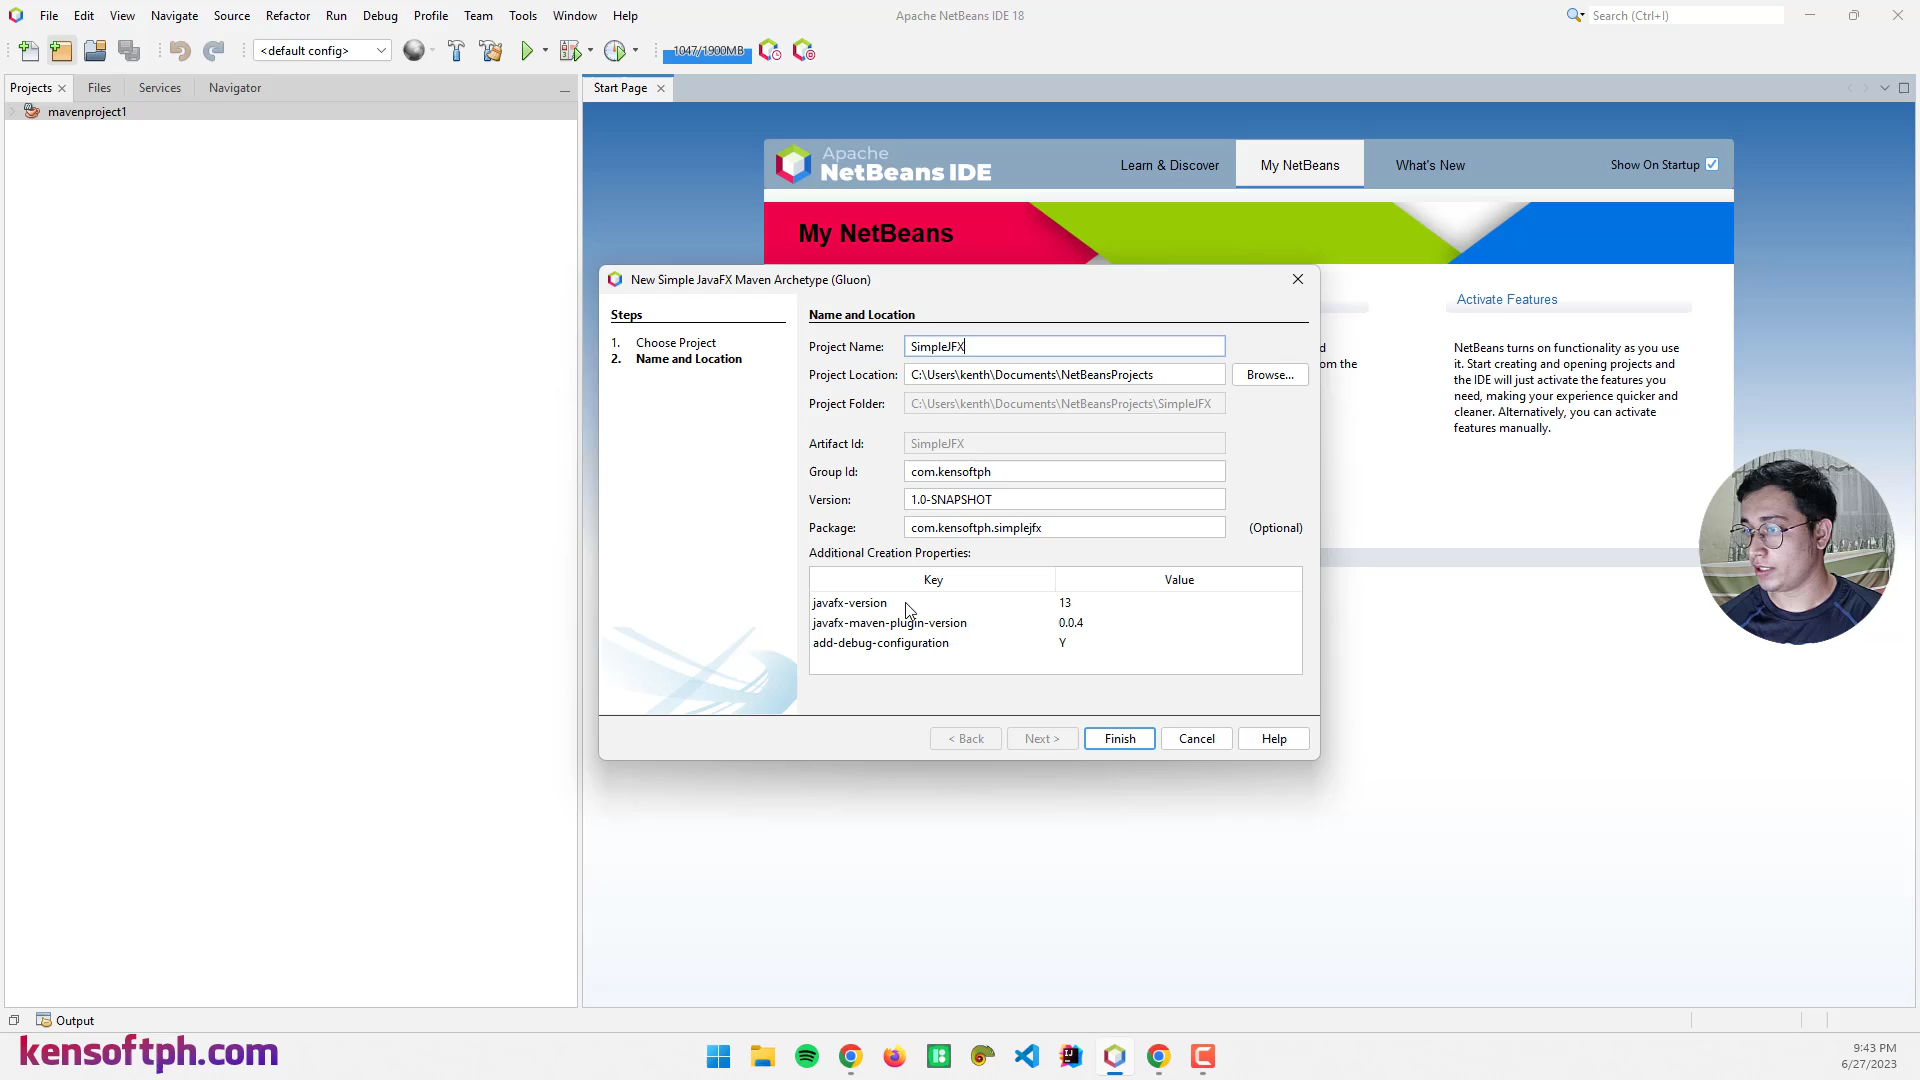 File Edit View Navigate Source Refactor Run Debug Profile Team Tools Window Help
Apache NetBeans IDE 18
Search (Ctrl+I)
<default config>
1047/1900MB
Projects Files Services Navigator
Start Page
mavenproject1
Apache
NetBeans IDE
Learn & Discover
My NetBeans
What's New
Show On Startup
My NetBeans
New Simple JavaFX Maven Archetype (Gluon)
Activate Features
Steps
1. Choose Project
2. Name and Location
Name and Location
Project Name: SimpleJFX
Project Location: C:\Users\kenth\Documents\NetBeansProjects Browse...
Project Folder: C:\Users\kenth\Documents\NetBeansProjects\SimpleJFX
Artifact Id: SimpleJFX
Group Id: com.kensoftph
Version: 1.0-SNAPSHOT
Package: com.kensoftph.simplejfx (Optional)
Additional Creation Properties:
Key Value
javafx-version 13
javafx-maven-plugin-version 0.0.4
add-debug-configuration Y
< Back Next > Finish Cancel Help
d
om the
NetBeans turns on functionality as you use
it. Start creating and opening projects and
the IDE will just activate the features you
need, making your experience quicker and
cleaner. Alternatively, you can activate
features manually.
Output
kensoftph.com
9:43 PM
6/27/2023